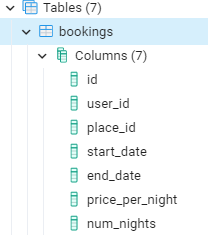 Tables (7)
bookings
Columns (7)
id
user_id
place_id
start_date
end_date
price_per_night
num_nights